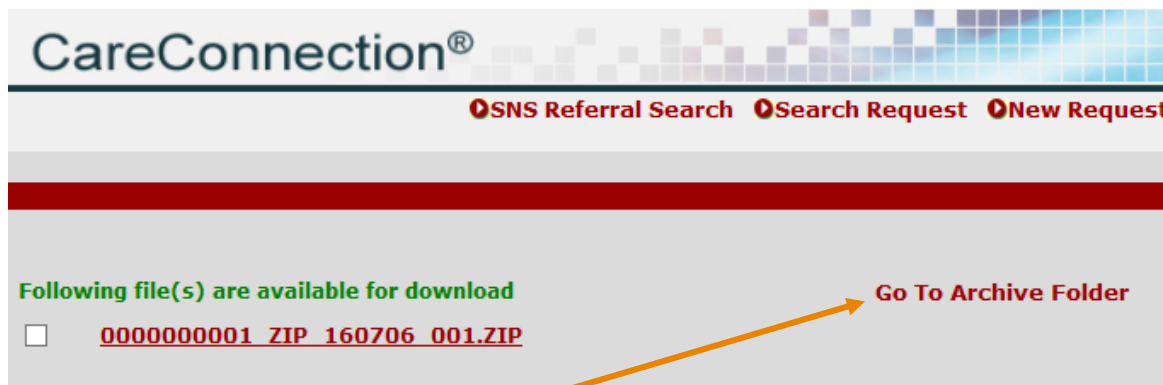 CareConnection®
SNS Referral Search Search Request New Request
Following file(s) are available for download Go To Archive Folder
0000000001_ZIP_160706_001.ZIP